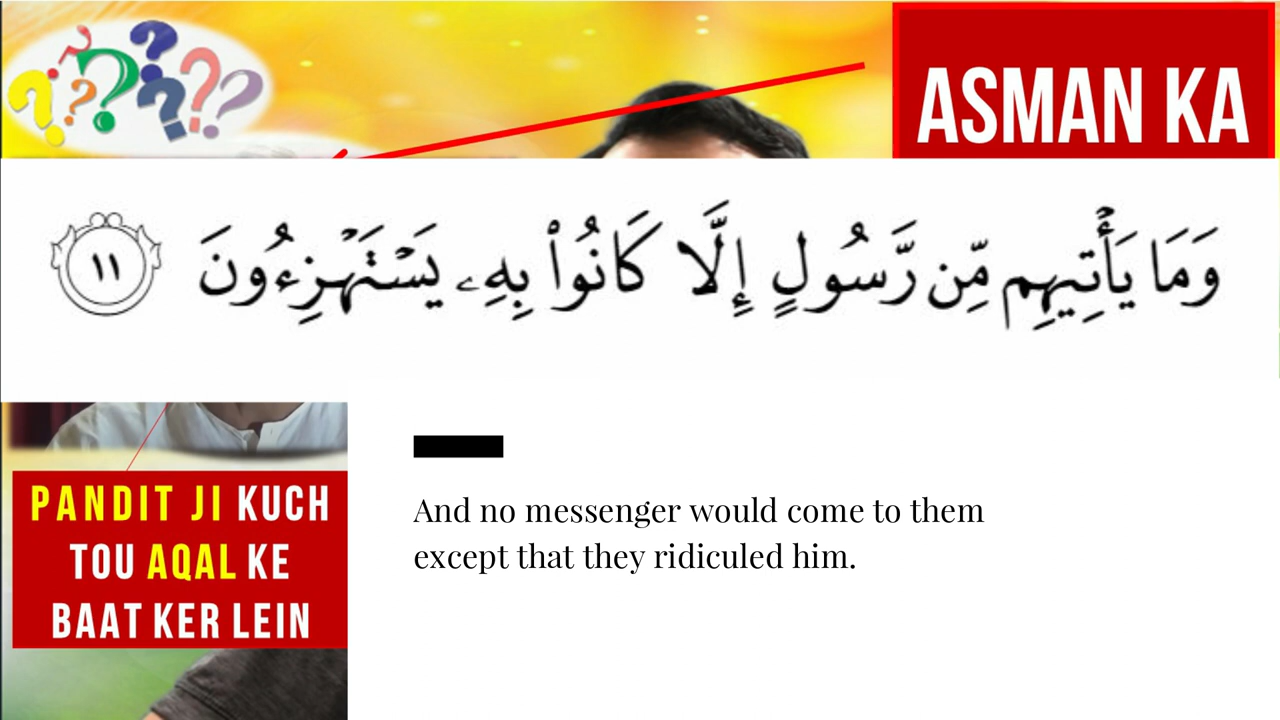 ASMAN KA
وَمَا يَأْتِيهِم مِّن رَّسُولٍ إِلَّا كَانُوا۟ بِهِۦ يَسْتَهْزِءُونَ ١١
PANDIT JI KUCH
TOU AQAL KE
BAAT KER LEIN
And no messenger would come to them
except that they ridiculed him.